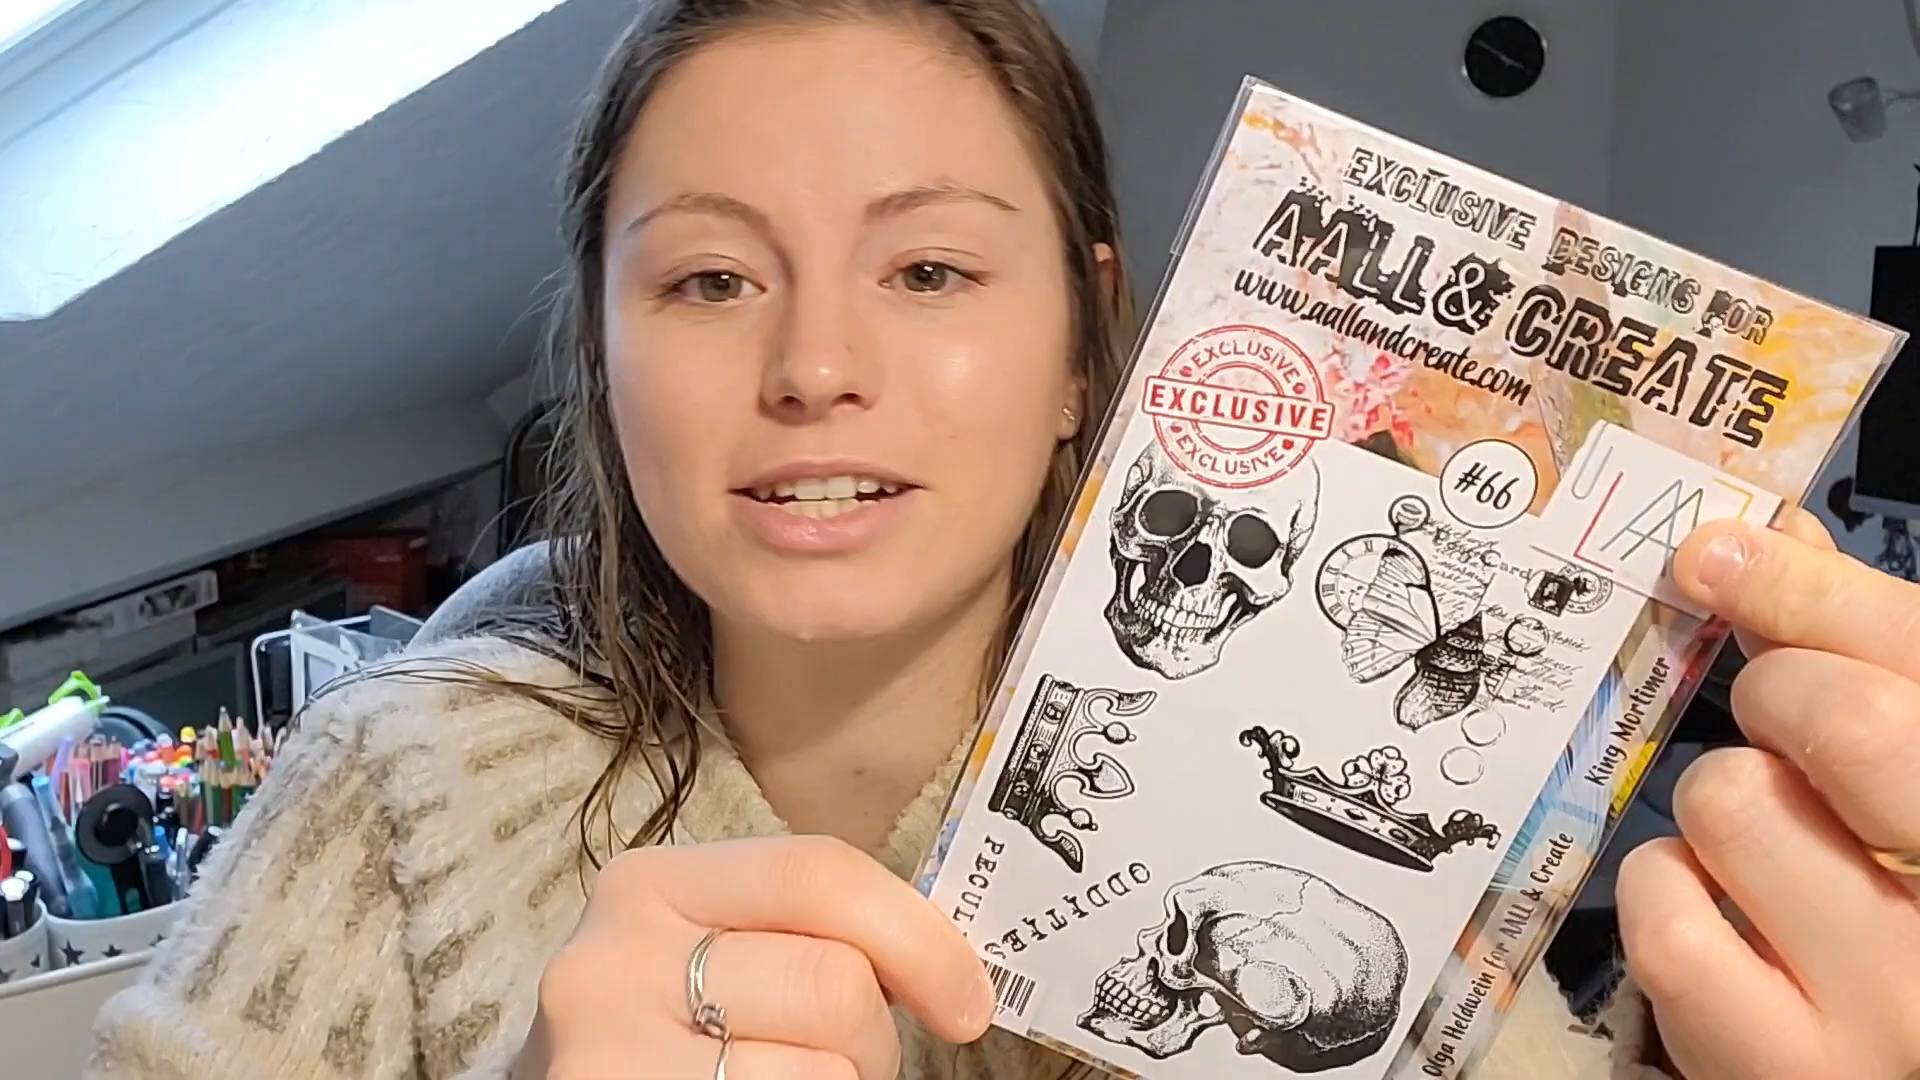 EXCLUSIVE DESIGNS FOR
AALL & CREATE
www.aallandcreate.com
EXCLUSIVE
EXCLUSIVE
EXCLUSIVE
#66
Card
King Mortimer
Olga Heldwein for AALL & Create
ODDITIES